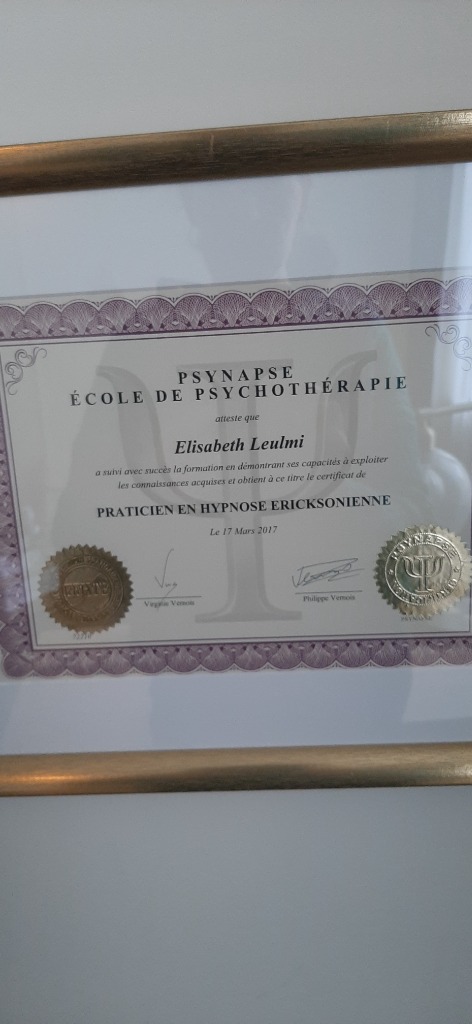 PSYNAPSE
ÉCOLE DE PSYCHOTHÉRAPIE
atteste que
Elisabeth Leulmi
a suivi avec succès la formation en démontrant ses capacités à exploiter
les connaissances acquises et obtient à ce titre le certificat de
PRATICIEN EN HYPNOSE ERICKSONIENNE
Le 17 Mars 2017
Virginie Vernois
Philippe Vernois
PSYNAPSE